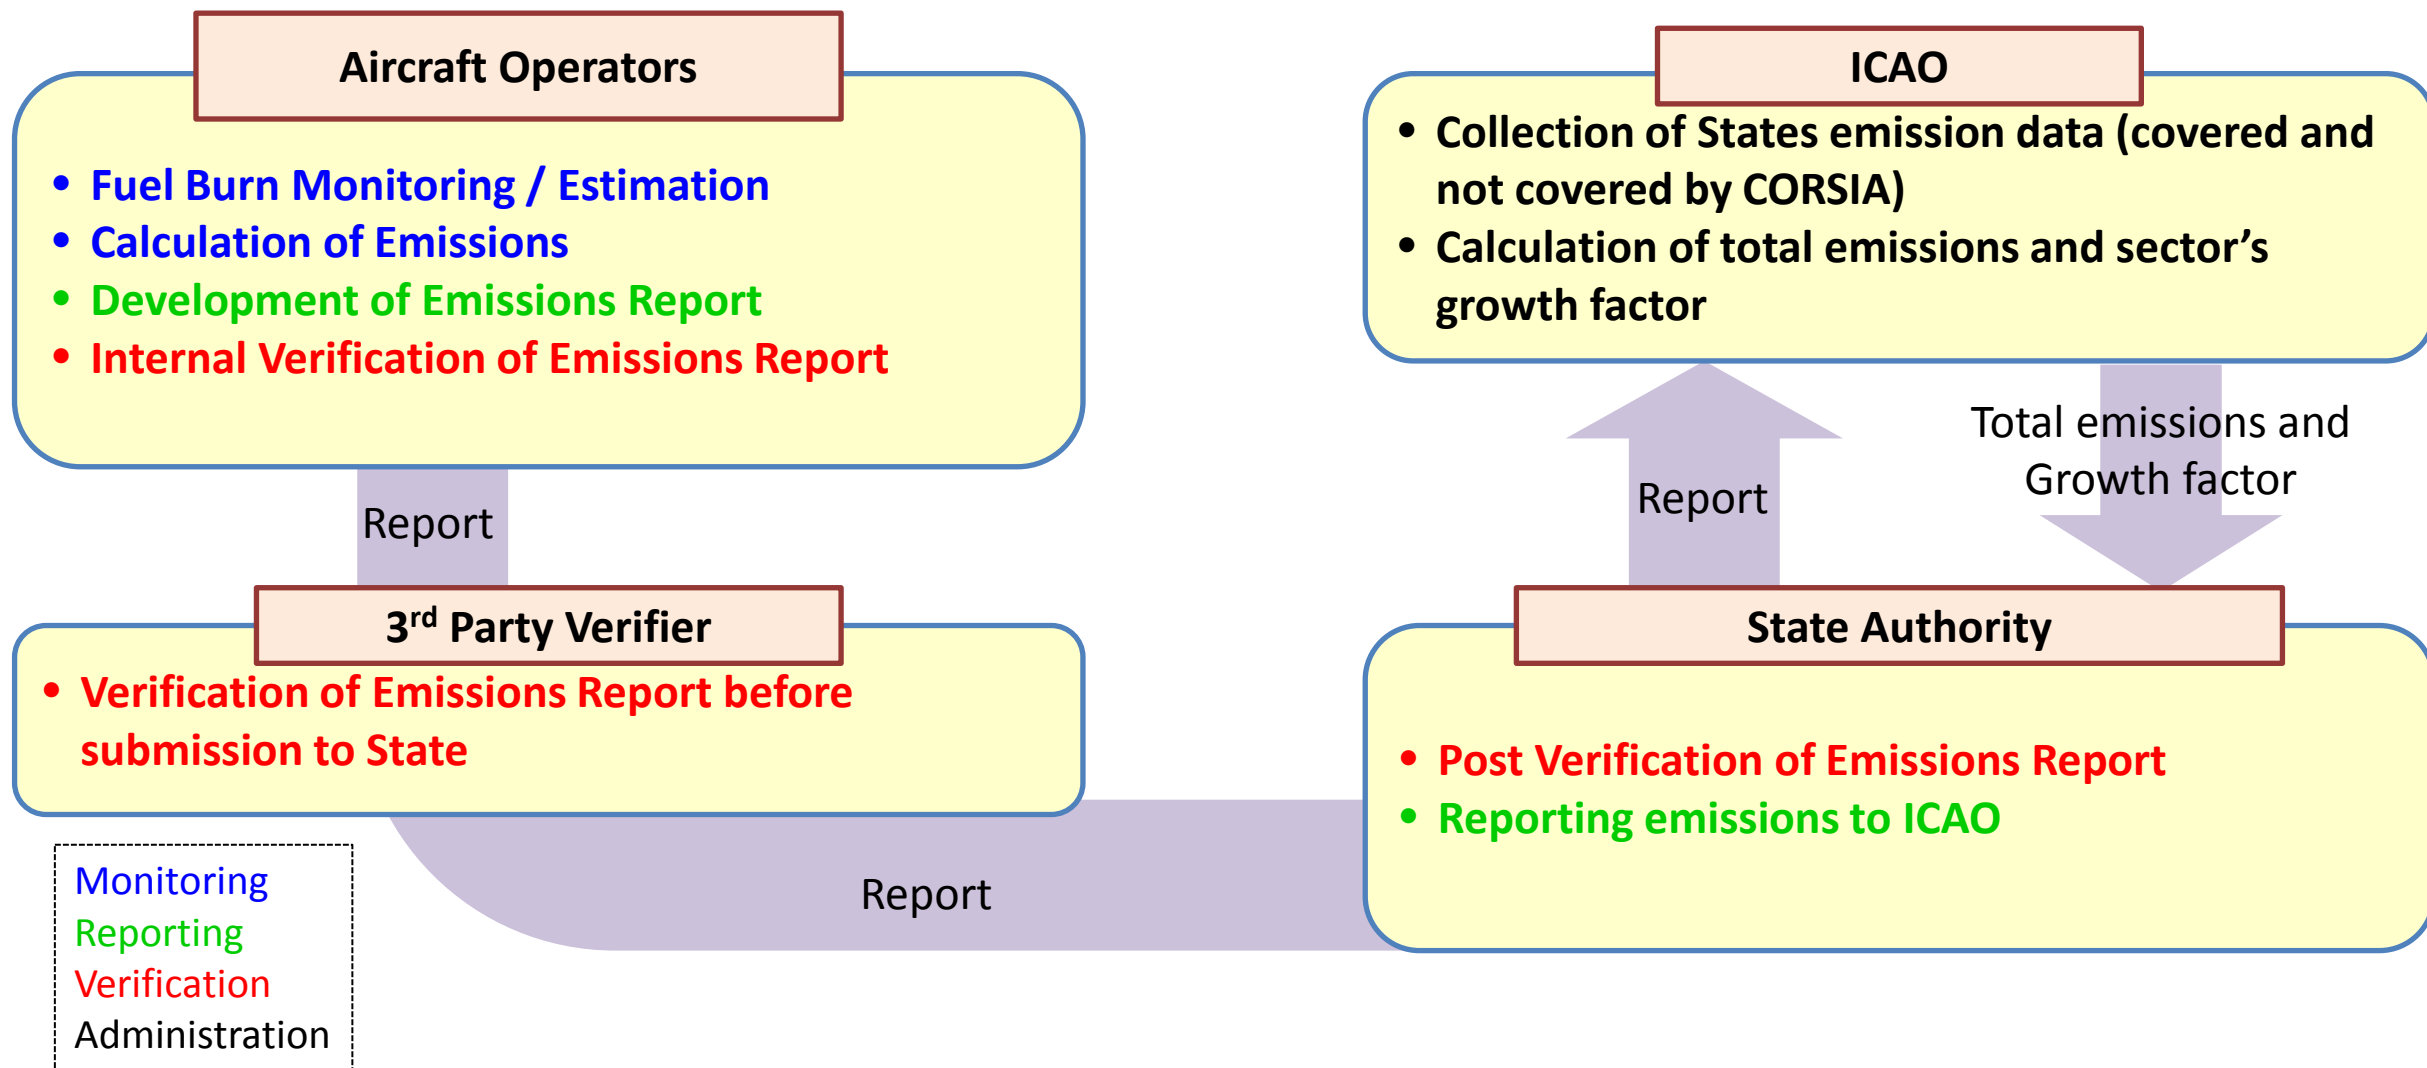 Aircraft Operators
• Fuel Burn Monitoring / Estimation
• Calculation of Emissions
• Development of Emissions Report
• Internal Verification of Emissions Report
Report
3rd Party Verifier
• Verification of Emissions Report before
submission to State
Report
ICAO
• Collection of States emission data (covered and
not covered by CORSIA)
• Calculation of total emissions and sector’s
growth factor
Report
Total emissions and
Growth factor
State Authority
• Post Verification of Emissions Report
• Reporting emissions to ICAO
Monitoring
Reporting
Verification
Administration